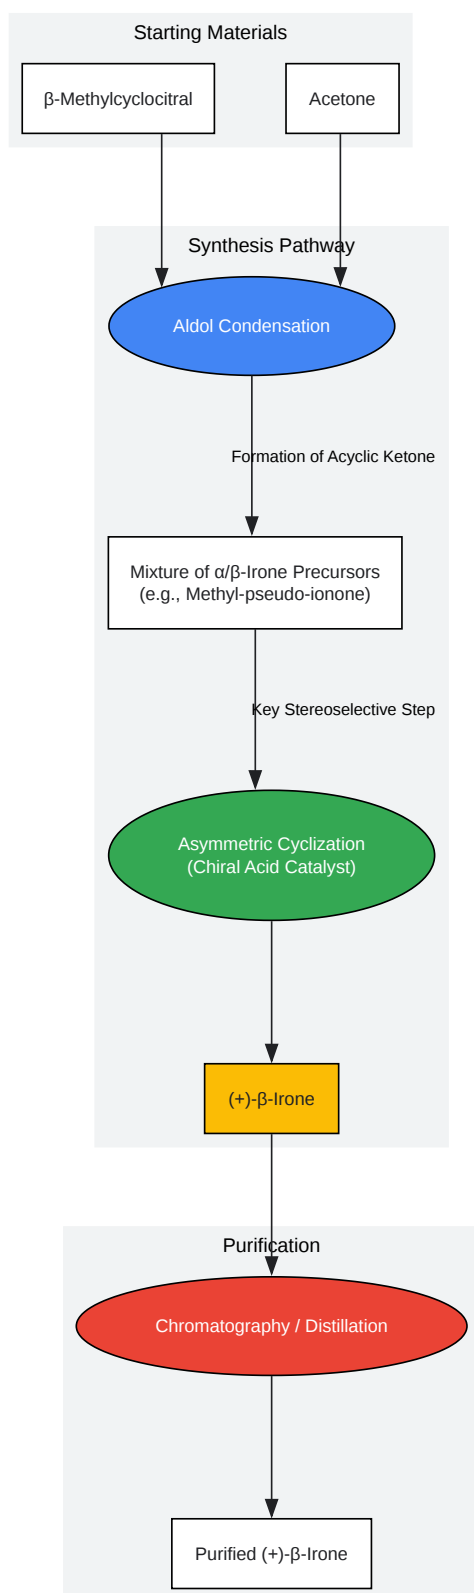 Starting Materials
β-Methylcyclocitral
Acetone
Synthesis Pathway
Aldol Condensation
Formation of Acyclic Ketone
Mixture of α/β-Irone Precursors
(e.g., Methyl-pseudo-ionone)
Key Stereoselective Step
Asymmetric Cyclization
(Chiral Acid Catalyst)
(+)-β-Irone
Purification
Chromatography / Distillation
Purified (+)-β-Irone